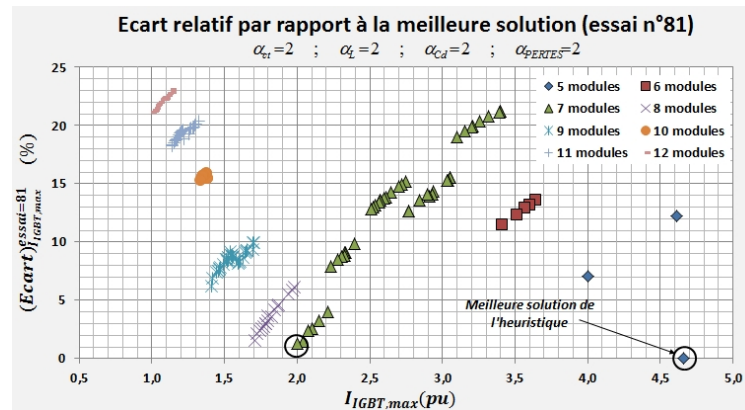 Ecart relatif par rapport à la meilleure solution (essai n°81)
α_et=2 ; α_L=2 ; α_Cd=2 ; α_PERTES=2
(Ecart)^{essai=81}_{I_IGBT,max} (%)
25
20
15
10
5
0
5 modules
6 modules
7 modules
8 modules
9 modules
10 modules
11 modules
12 modules
Meilleure solution de
l'heuristique
0,5 1,0 1,5 2,0 2,5 3,0 3,5 4,0 4,5 5,0
I_IGBT,max(pu)